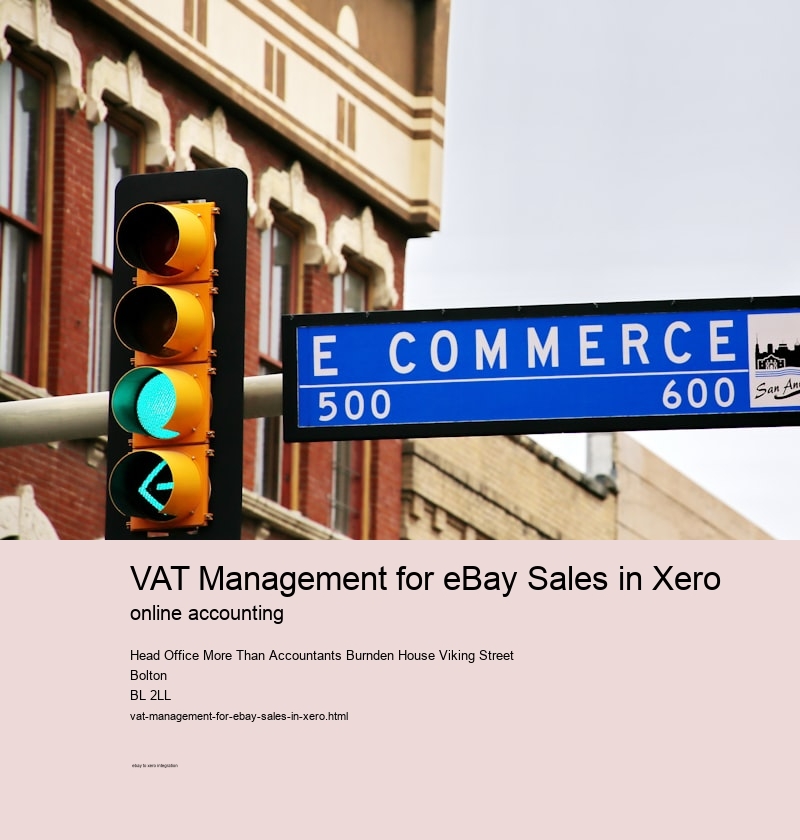 E COMMERCE
500 600
San An
VAT Management for eBay Sales in Xero
online accounting
Head Office More Than Accountants Burnden House Viking Street
Bolton
BL 2LL
vat-management-for-ebay-sales-in-xero.html
ebay to xero integration